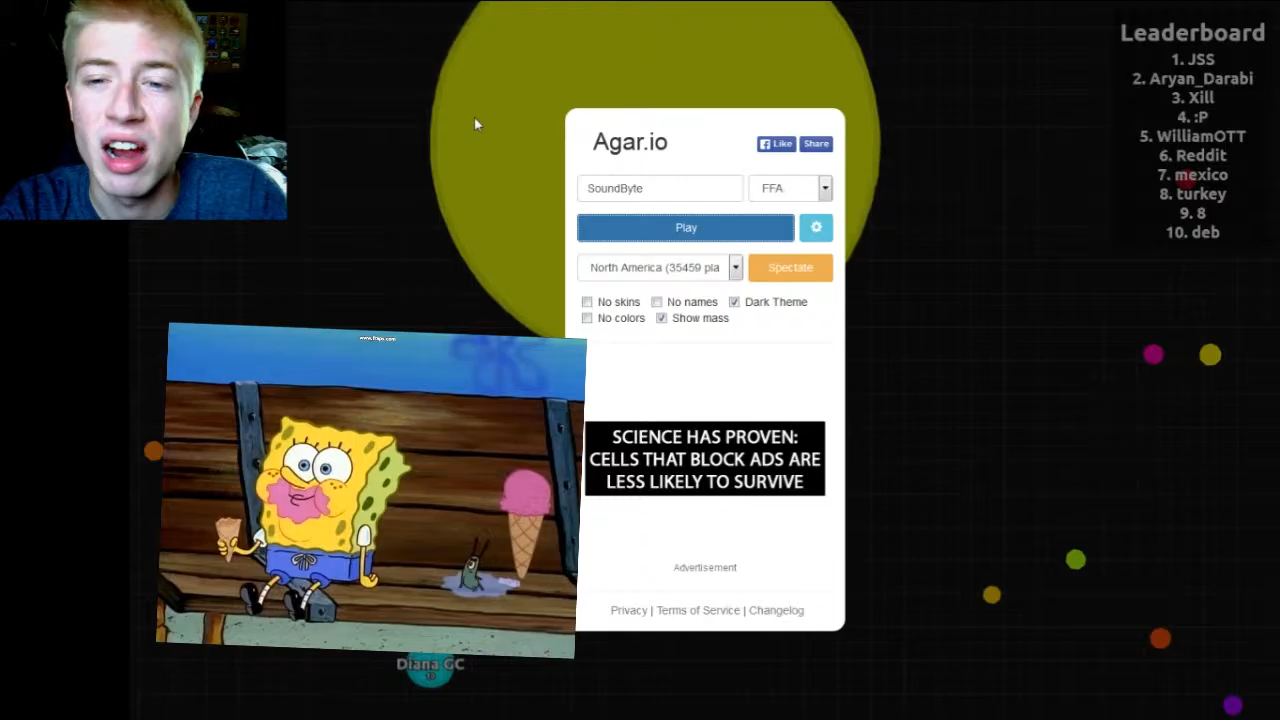 Leaderboard
1. JSS
2. Aryan_Darabi
3. Xill
4. :P
5. WilliamOTT
6. Reddit
7. mexico
8. turkey
9. 8
10. deb
Agar.io
Like
Share
SoundByte
FFA
Play
North America (35459 pla
Spectate
No skins
No names
Dark Theme
No colors
Show mass
www.fraps.com
SCIENCE HAS PROVEN:
CELLS THAT BLOCK ADS ARE
LESS LIKELY TO SURVIVE
Advertisement
Privacy | Terms of Service | Changelog
Diana GC